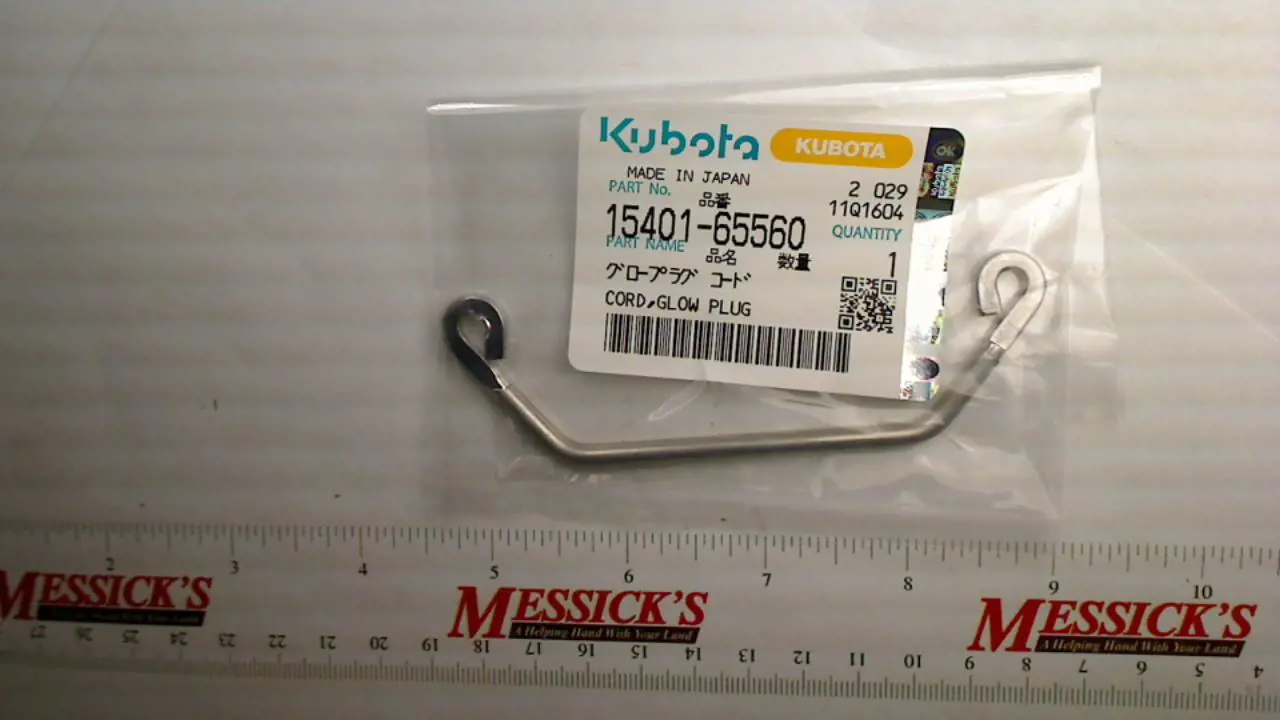 Kubota KUBOTA OK
MADE IN JAPAN
PART No. 品番 2 029
15401-65560 11Q1604
PART NAME 品名 数量 QUANTITY
グロープラグ コード 1
CORD,GLOW PLUG
2 3 4 5 6 7 8 9 10
MESSICK'S MESSICK'S MESSICK'S
A Helping Hand With Your Land A Helping Hand With Your Land
27 26 25 24 23 22 21 20 19 18 17 16 15 14 13 12 11 10 9 8 7 6 5 4